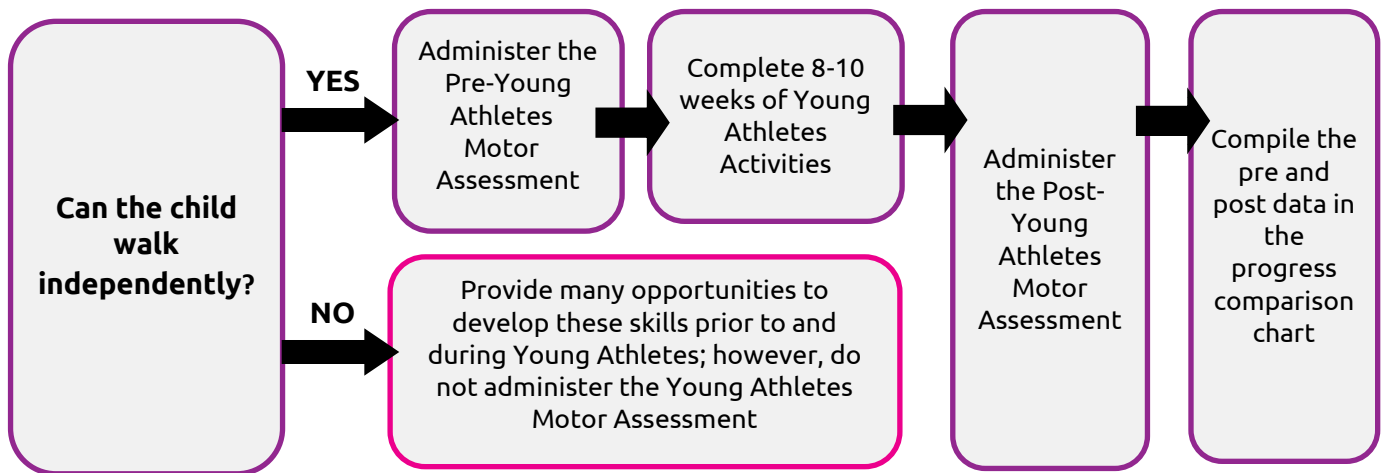 Can the child
walk
independently?
YES
Administer the
Pre-Young
Athletes
Motor
Assessment
Complete 8-10
weeks of Young
Athletes
Activities
Administer
the Post-
Young
Athletes
Motor
Assessment
Compile the
pre and
post data in
the
progress
comparison
chart
NO
Provide many opportunities to
develop these skills prior to and
during Young Athletes; however, do
not administer the Young Athletes
Motor Assessment